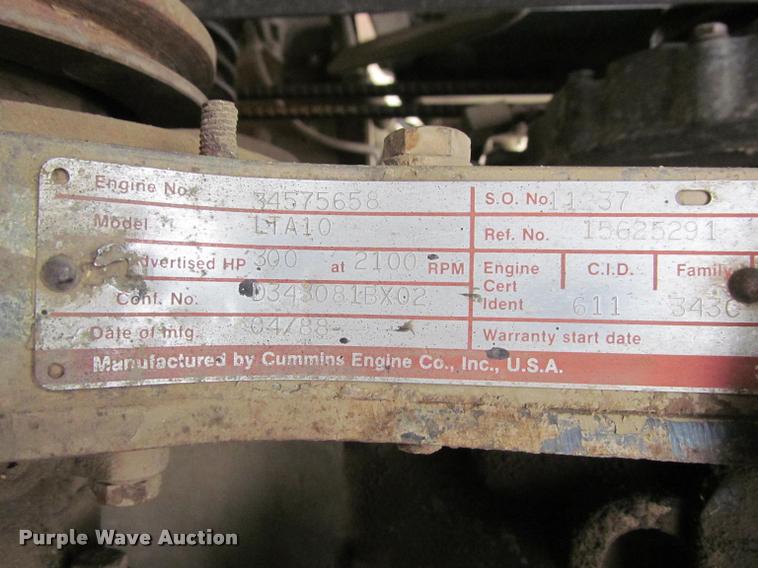 Engine No. 34575658
Model LTA10
Advertised HP 300 at 2100 RPM
Conf. No. D343081BX02
Date of mfg. 04/88
Manufactured by Cummins Engine Co., Inc., U.S.A.
S.O. No.
Ref. No. 15625291
Engine Cert Ident
C.I.D. 611
Family 343C
Warranty start date
Purple Wave Auction